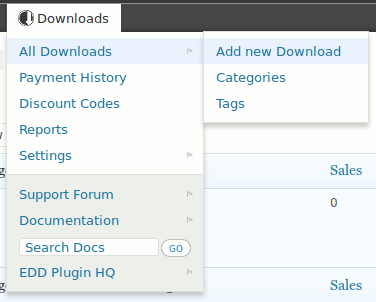 Downloads
All Downloads
Add new Download
Payment History
Categories
Discount Codes
Tags
Reports
Settings
Sales
Support Forum
0
Documentation
Search Docs
GO
EDD Plugin HQ
Sales